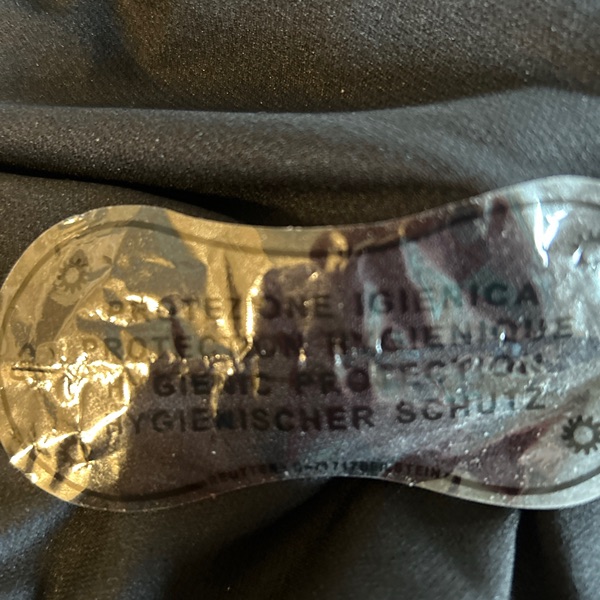 PROTEZIONE IGIENICA
PROTECTION HYGIENIQUE
HYGIENIC PROTECTION
HYGIENISCHER SCHUTZ